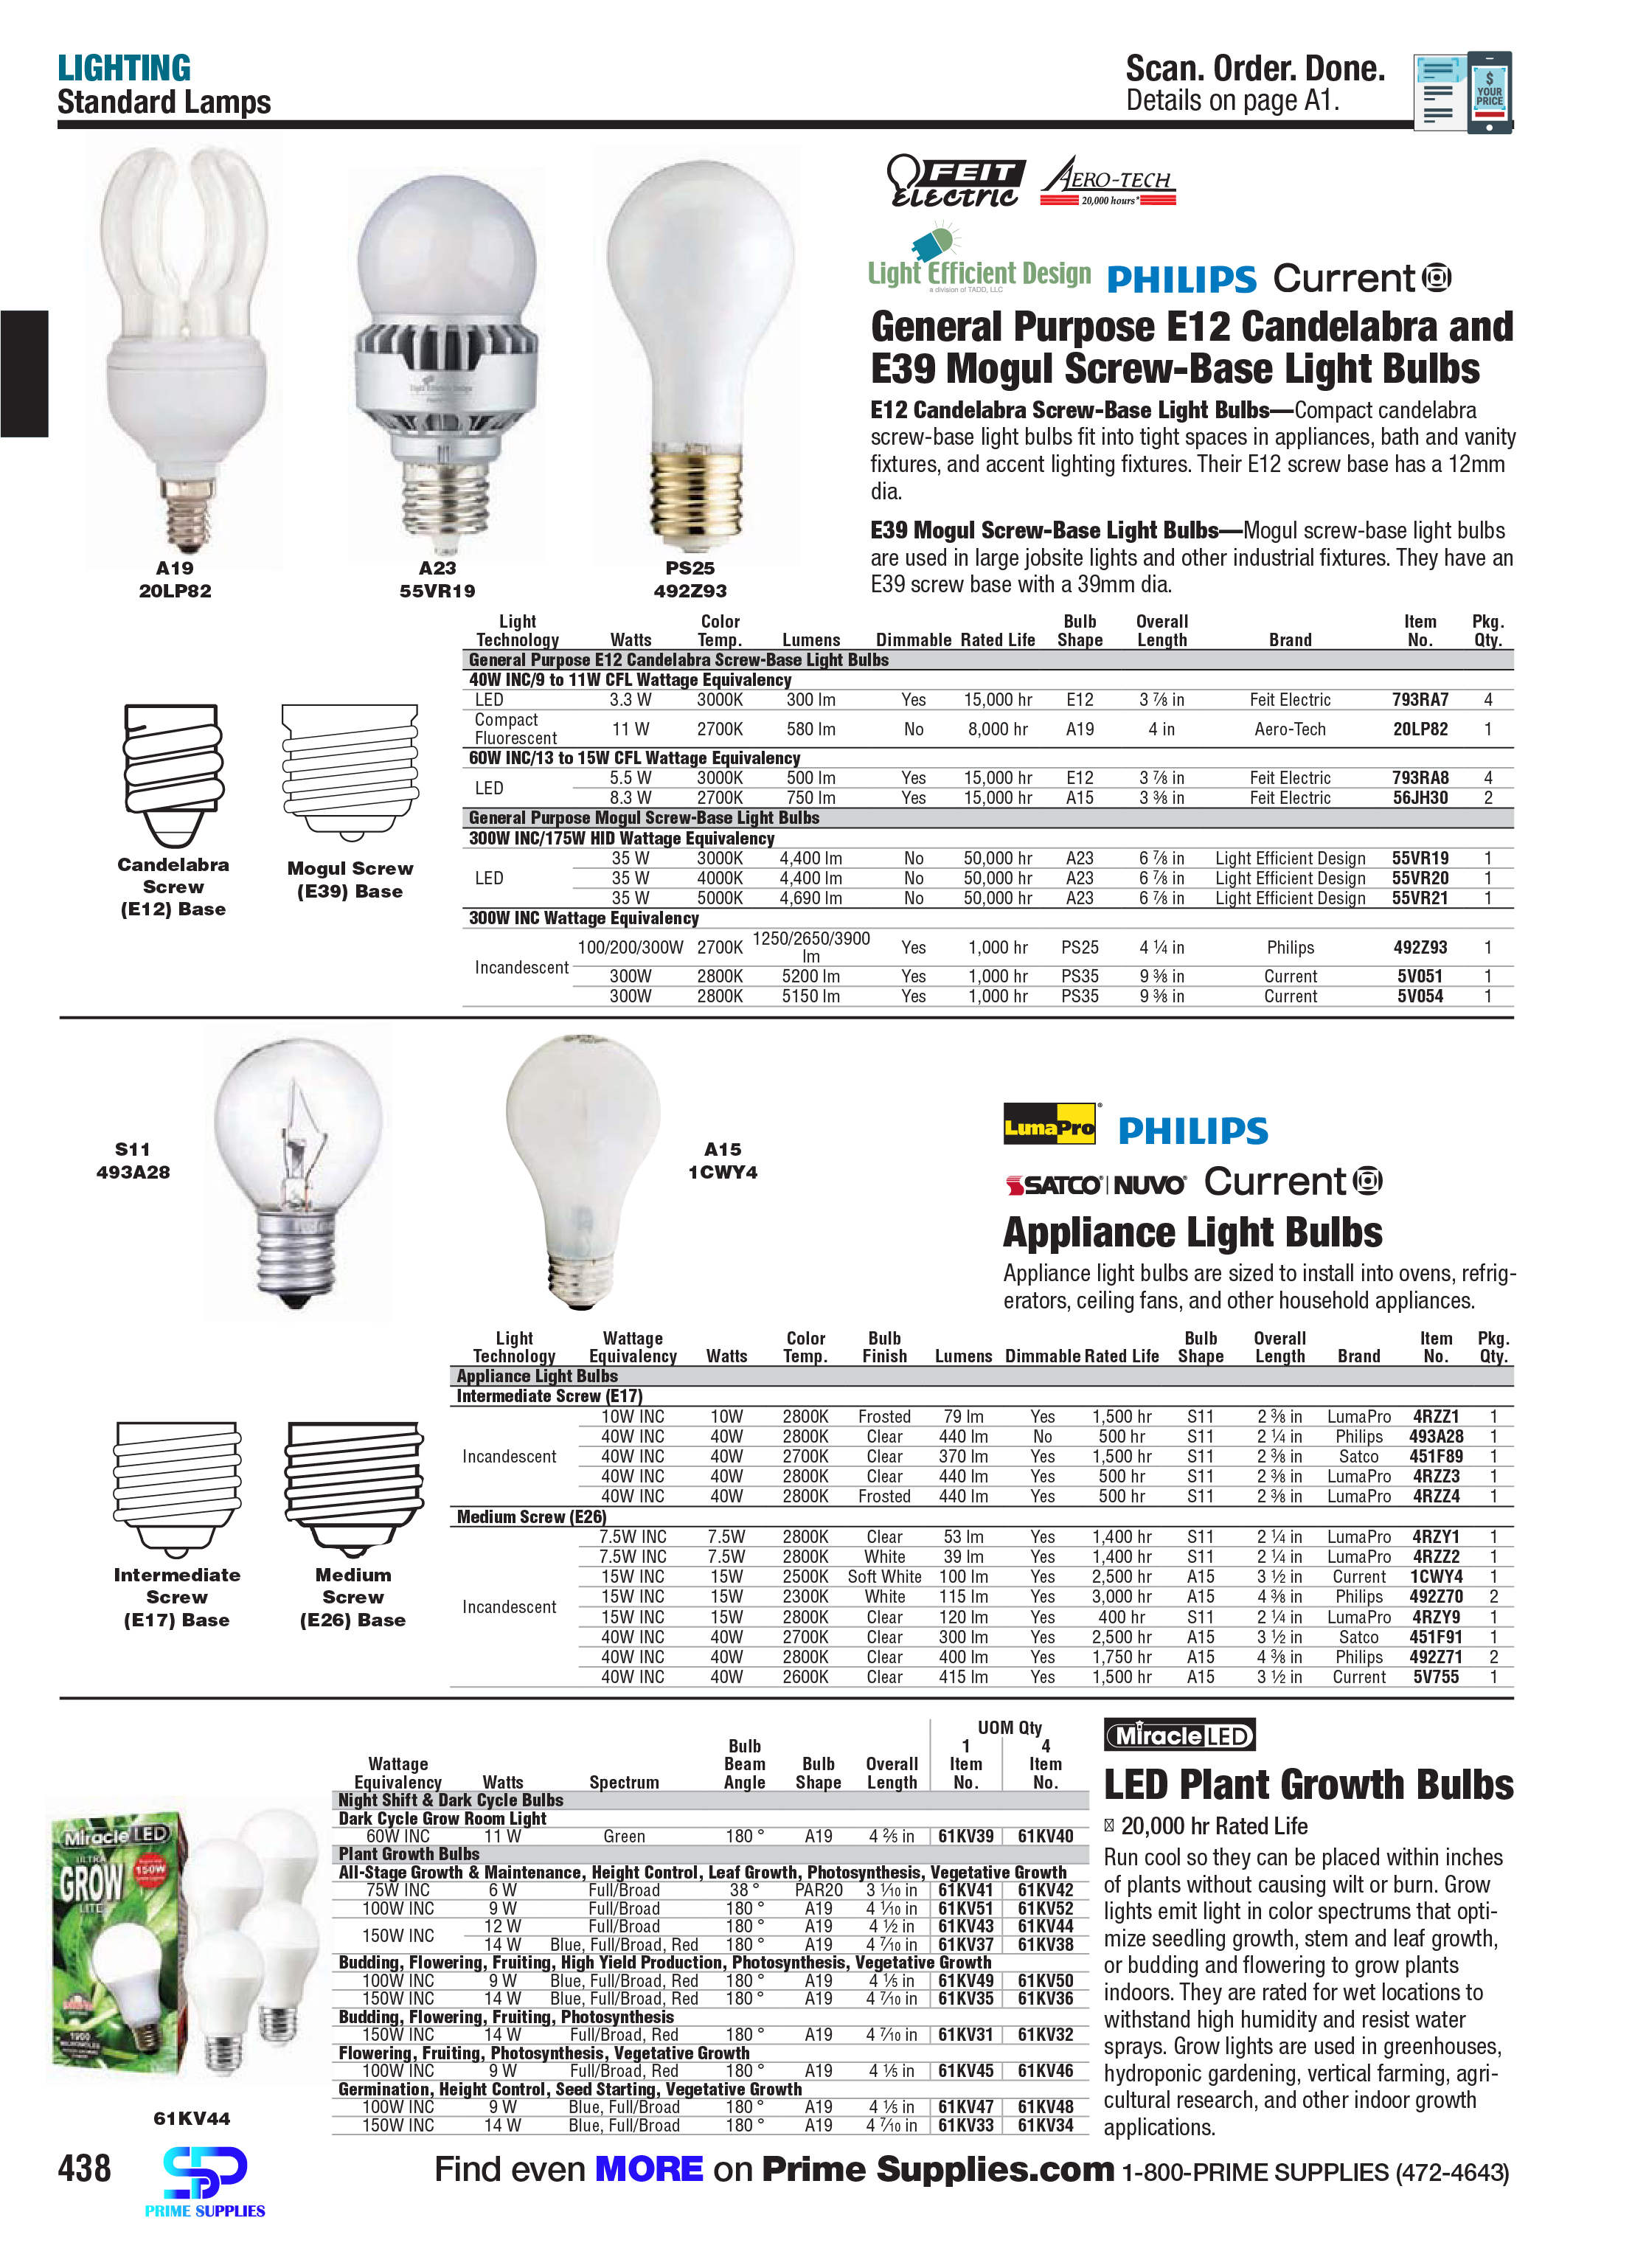 LIGHTING
Standard Lamps
Scan. Order. Done.
Details on page A1.
$
YOUR
PRICE
FEIT
ELECTRIC
AERO-TECH
20,000 hours*
Light Efficient Design
a division of TADD, LLC
PHILIPS
Current
General Purpose E12 Candelabra and
E39 Mogul Screw-Base Light Bulbs
E12 Candelabra Screw-Base Light Bulbs—Compact candelabra
screw-base light bulbs fit into tight spaces in appliances, bath and vanity
fixtures, and accent lighting fixtures. Their E12 screw base has a 12mm
dia.
E39 Mogul Screw-Base Light Bulbs—Mogul screw-base light bulbs
are used in large jobsite lights and other industrial fixtures. They have an
E39 screw base with a 39mm dia.
A19
20LP82
A23
55VR19
PS25
492Z93
Candelabra
Screw
(E12) Base
Mogul Screw
(E39) Base
Light Technology Watts Color Temp. Lumens Dimmable Rated Life Bulb Shape Overall Length Brand Item No. Pkg. Qty.
General Purpose E12 Candelabra Screw-Base Light Bulbs
40W INC/9 to 11W CFL Wattage Equivalency
LED 3.3 W 3000K 300 lm Yes 15,000 hr E12 3 ⅞ in Feit Electric 793RA7 4
Compact Fluorescent 11 W 2700K 580 lm No 8,000 hr A19 4 in Aero-Tech 20LP82 1
60W INC/13 to 15W CFL Wattage Equivalency
LED 5.5 W 3000K 500 lm Yes 15,000 hr E12 3 ⅞ in Feit Electric 793RA8 4
8.3 W 2700K 750 lm Yes 15,000 hr A15 3 ⅜ in Feit Electric 56JH30 2
General Purpose Mogul Screw-Base Light Bulbs
300W INC/175W HID Wattage Equivalency
LED 35 W 3000K 4,400 lm No 50,000 hr A23 6 ⅞ in Light Efficient Design 55VR19 1
35 W 4000K 4,400 lm No 50,000 hr A23 6 ⅞ in Light Efficient Design 55VR20 1
35 W 5000K 4,690 lm No 50,000 hr A23 6 ⅞ in Light Efficient Design 55VR21 1
300W INC Wattage Equivalency
Incandescent 100/200/300W 2700K 1250/2650/3900 lm Yes 1,000 hr PS25 4 ¼ in Philips 492Z93 1
300W 2800K 5200 lm Yes 1,000 hr PS35 9 ⅜ in Current 5V051 1
300W 2800K 5150 lm Yes 1,000 hr PS35 9 ⅜ in Current 5V054 1
S11
493A28
A15
1CWY4
LumaPro
PHILIPS
SATCO | NUVO
Current
Appliance Light Bulbs
Appliance light bulbs are sized to install into ovens, refrig-
erators, ceiling fans, and other household appliances.
Intermediate
Screw
(E17) Base
Medium
Screw
(E26) Base
Light Technology Wattage Equivalency Watts Color Temp. Bulb Finish Lumens Dimmable Rated Life Bulb Shape Overall Length Brand Item No. Pkg. Qty.
Appliance Light Bulbs
Intermediate Screw (E17)
Incandescent 10W INC 10W 2800K Frosted 79 lm Yes 1,500 hr S11 2 ⅜ in LumaPro 4RZZ1 1
40W INC 40W 2800K Clear 440 lm No 500 hr S11 2 ¼ in Philips 493A28 1
40W INC 40W 2700K Clear 370 lm Yes 1,500 hr S11 2 ⅜ in Satco 451F89 1
40W INC 40W 2800K Clear 440 lm Yes 500 hr S11 2 ⅜ in LumaPro 4RZZ3 1
40W INC 40W 2800K Frosted 440 lm Yes 500 hr S11 2 ⅜ in LumaPro 4RZZ4 1
Medium Screw (E26)
Incandescent 7.5W INC 7.5W 2800K Clear 53 lm Yes 1,400 hr S11 2 ¼ in LumaPro 4RZY1 1
7.5W INC 7.5W 2800K White 39 lm Yes 1,400 hr S11 2 ¼ in LumaPro 4RZZ2 1
15W INC 15W 2500K Soft White 100 lm Yes 2,500 hr A15 3 ½ in Current 1CWY4 1
15W INC 15W 2300K White 115 lm Yes 3,000 hr A15 4 ⅜ in Philips 492Z70 2
15W INC 15W 2800K Clear 120 lm Yes 400 hr S11 2 ¼ in LumaPro 4RZY9 1
40W INC 40W 2700K Clear 300 lm Yes 2,500 hr A15 3 ½ in Satco 451F91 1
40W INC 40W 2800K Clear 400 lm Yes 1,750 hr A15 4 ⅜ in Philips 492Z71 2
40W INC 40W 2600K Clear 415 lm Yes 1,500 hr A15 3 ½ in Current 5V755 1
Miracle LED
ULTRA
GROW
LITE
150W
61KV44
Wattage Equivalency Watts Spectrum Bulb Beam Angle Bulb Shape Overall Length UOM Qty 1 Item No. 4 Item No.
Night Shift & Dark Cycle Bulbs
Dark Cycle Grow Room Light
60W INC 11 W Green 180 ° A19 4 ⅖ in 61KV39 61KV40
Plant Growth Bulbs
All-Stage Growth & Maintenance, Height Control, Leaf Growth, Photosynthesis, Vegetative Growth
75W INC 6 W Full/Broad 38 ° PAR20 3 ⅒ in 61KV41 61KV42
100W INC 9 W Full/Broad 180 ° A19 4 ⅒ in 61KV51 61KV52
150W INC 12 W Full/Broad 180 ° A19 4 ½ in 61KV43 61KV44
14 W Blue, Full/Broad, Red 180 ° A19 4 7⁄10 in 61KV37 61KV38
Budding, Flowering, Fruiting, High Yield Production, Photosynthesis, Vegetative Growth
100W INC 9 W Blue, Full/Broad, Red 180 ° A19 4 ⅕ in 61KV49 61KV50
150W INC 14 W Blue, Full/Broad, Red 180 ° A19 4 7⁄10 in 61KV35 61KV36
Budding, Flowering, Fruiting, Photosynthesis
150W INC 14 W Full/Broad, Red 180 ° A19 4 7⁄10 in 61KV31 61KV32
Flowering, Fruiting, Photosynthesis, Vegetative Growth
100W INC 9 W Full/Broad, Red 180 ° A19 4 ⅕ in 61KV45 61KV46
Germination, Height Control, Seed Starting, Vegetative Growth
100W INC 9 W Blue, Full/Broad 180 ° A19 4 ⅕ in 61KV47 61KV48
150W INC 14 W Blue, Full/Broad 180 ° A19 4 7⁄10 in 61KV33 61KV34
Miracle LED
LED Plant Growth Bulbs
20,000 hr Rated Life
Run cool so they can be placed within inches
of plants without causing wilt or burn. Grow
lights emit light in color spectrums that opti-
mize seedling growth, stem and leaf growth,
or budding and flowering to grow plants
indoors. They are rated for wet locations to
withstand high humidity and resist water
sprays. Grow lights are used in greenhouses,
hydroponic gardening, vertical farming, agri-
cultural research, and other indoor growth
applications.
438
PRIME SUPPLIES
Find even MORE on Prime Supplies.com 1-800-PRIME SUPPLIES (472-4643)